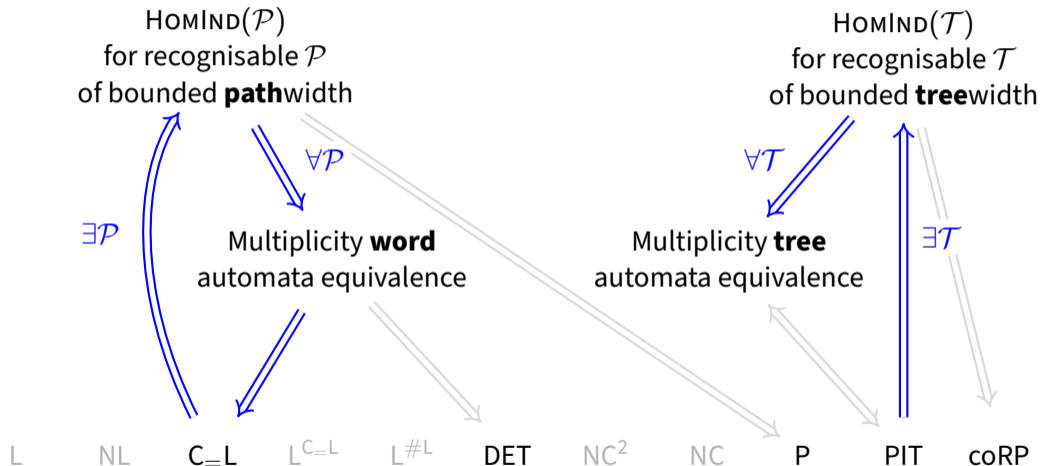 HOMIND(𝒫)
for recognisable 𝒫
of bounded pathwidth
HOMIND(𝒯)
for recognisable 𝒯
of bounded treewidth
∀𝒫
∀𝒯
∃𝒫
∃𝒯
Multiplicity word
automata equivalence
Multiplicity tree
automata equivalence
L NL C₌L L^{C₌L} L^{#L} DET NC² NC P PIT coRP